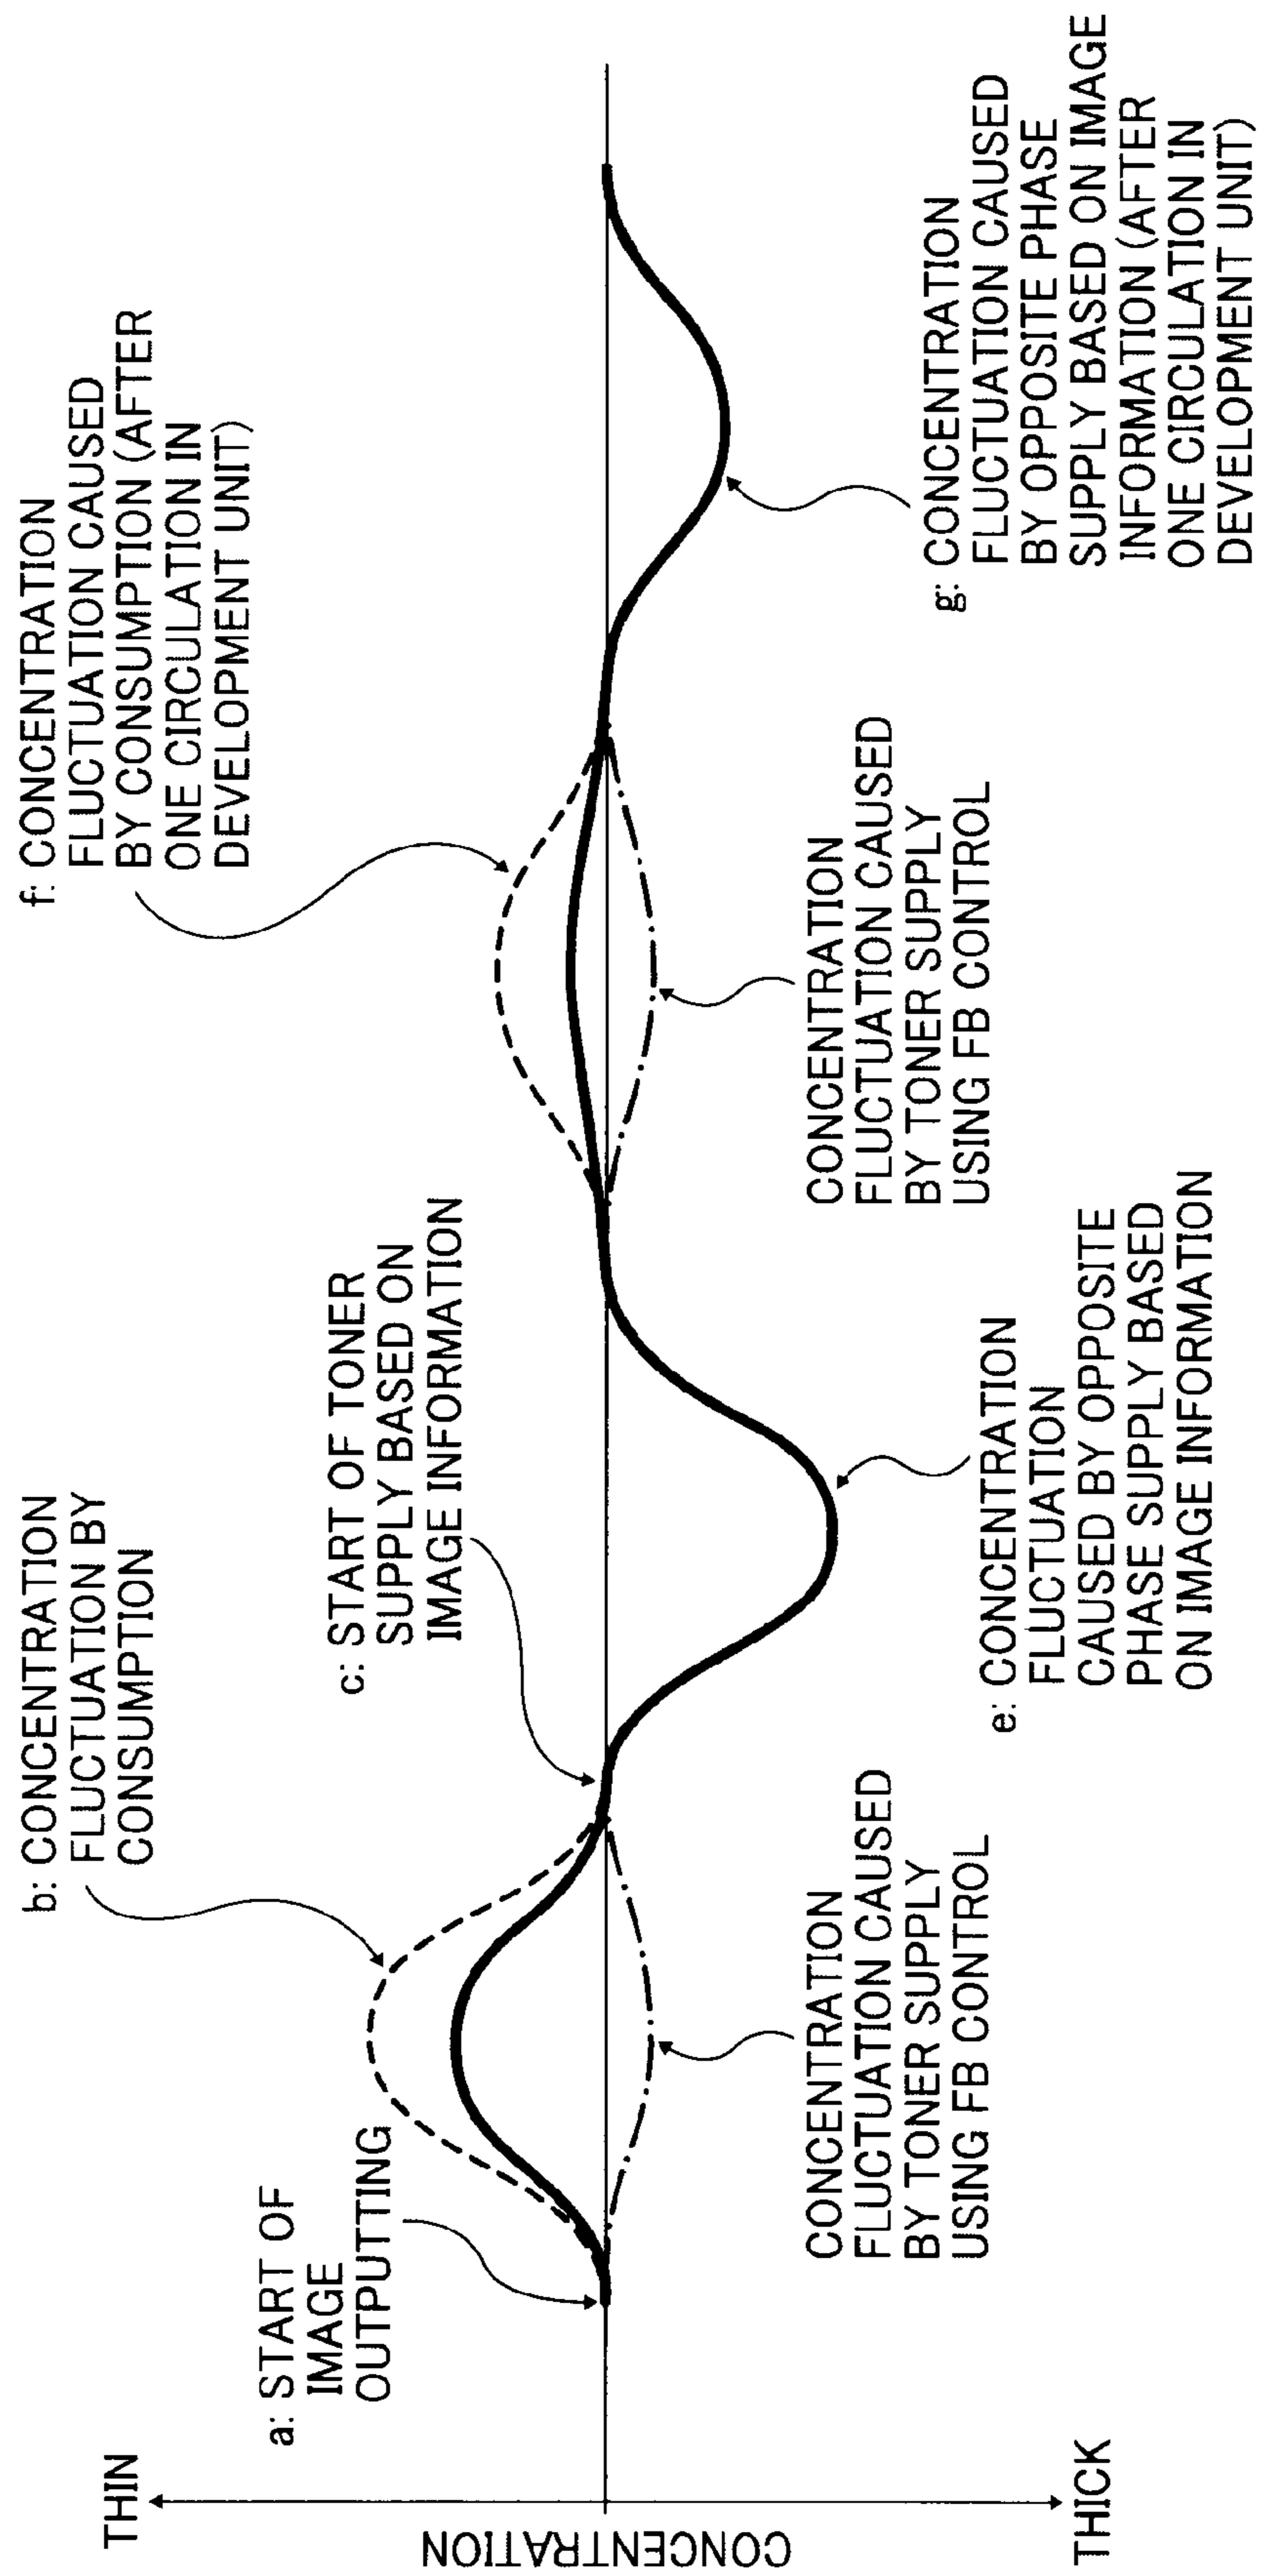 THIN
CONCENTRATION
THICK
a: START OF
IMAGE
OUTPUTTING
b: CONCENTRATION
FLUCTUATION BY
CONSUMPTION
CONCENTRATION
FLUCTUATION CAUSED
BY TONER SUPPLY
USING FB CONTROL
c: START OF TONER
SUPPLY BASED ON
IMAGE INFORMATION
e: CONCENTRATION
FLUCTUATION
CAUSED BY OPPOSITE
PHASE SUPPLY BASED
ON IMAGE INFORMATION
f: CONCENTRATION
FLUCTUATION CAUSED
BY CONSUMPTION (AFTER
ONE CIRCULATION IN
DEVELOPMENT UNIT)
CONCENTRATION
FLUCTUATION CAUSED
BY TONER SUPPLY
USING FB CONTROL
g: CONCENTRATION
FLUCTUATION CAUSED
BY OPPOSITE PHASE
SUPPLY BASED ON IMAGE
INFORMATION (AFTER
ONE CIRCULATION IN
DEVELOPMENT UNIT)